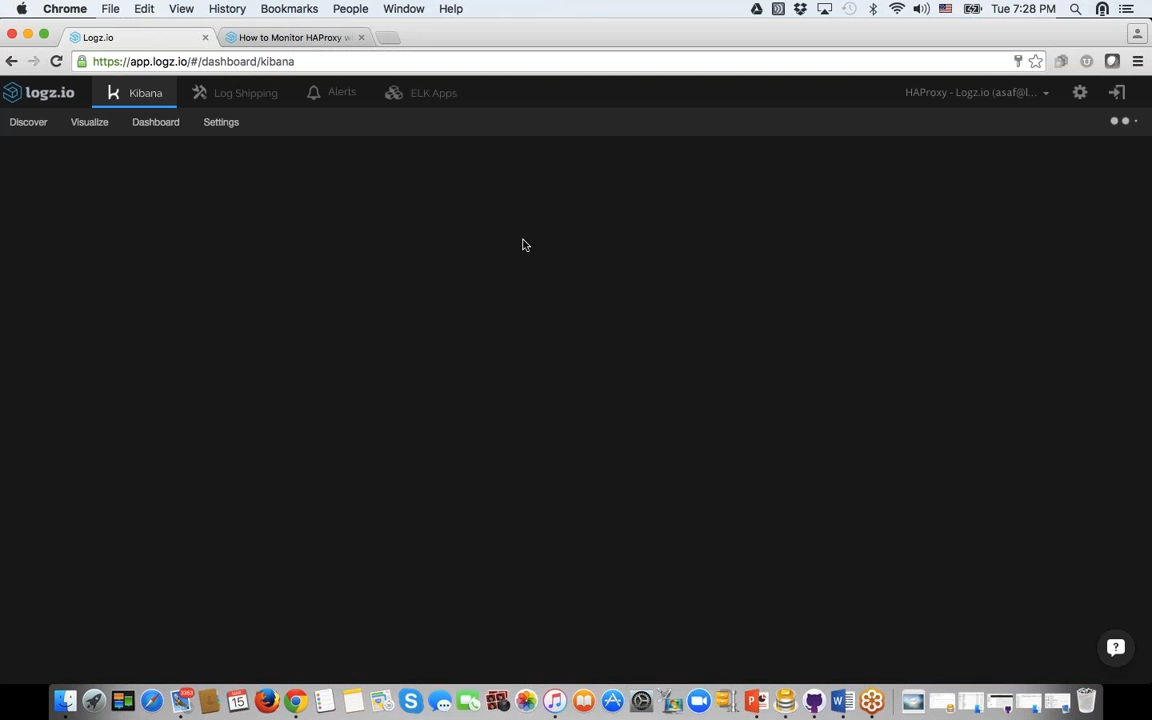 Chrome File Edit View History Bookmarks People Window Help Tue 7:28 PM
Logz.io How to Monitor HAProxy w
https://app.logz.io/#/dashboard/kibana
logz.io Kibana Log Shipping Alerts ELK Apps HAProxy - Logz.io (asaf@l...
Discover Visualize Dashboard Settings
?
3363
15